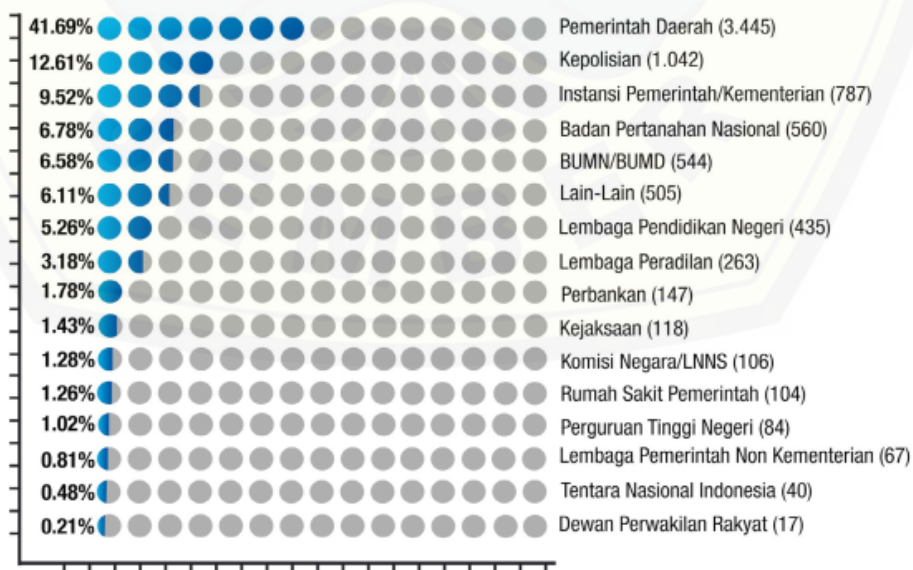 41.69% Pemerintah Daerah (3.445)
12.61% Kepolisian (1.042)
9.52% Instansi Pemerintah/Kementerian (787)
6.78% Badan Pertanahan Nasional (560)
6.58% BUMN/BUMD (544)
6.11% Lain-Lain (505)
5.26% Lembaga Pendidikan Negeri (435)
3.18% Lembaga Peradilan (263)
1.78% Perbankan (147)
1.43% Kejaksaan (118)
1.28% Komisi Negara/LNNS (106)
1.26% Rumah Sakit Pemerintah (104)
1.02% Perguruan Tinggi Negeri (84)
0.81% Lembaga Pemerintah Non Kementerian (67)
0.48% Tentara Nasional Indonesia (40)
0.21% Dewan Perwakilan Rakyat (17)